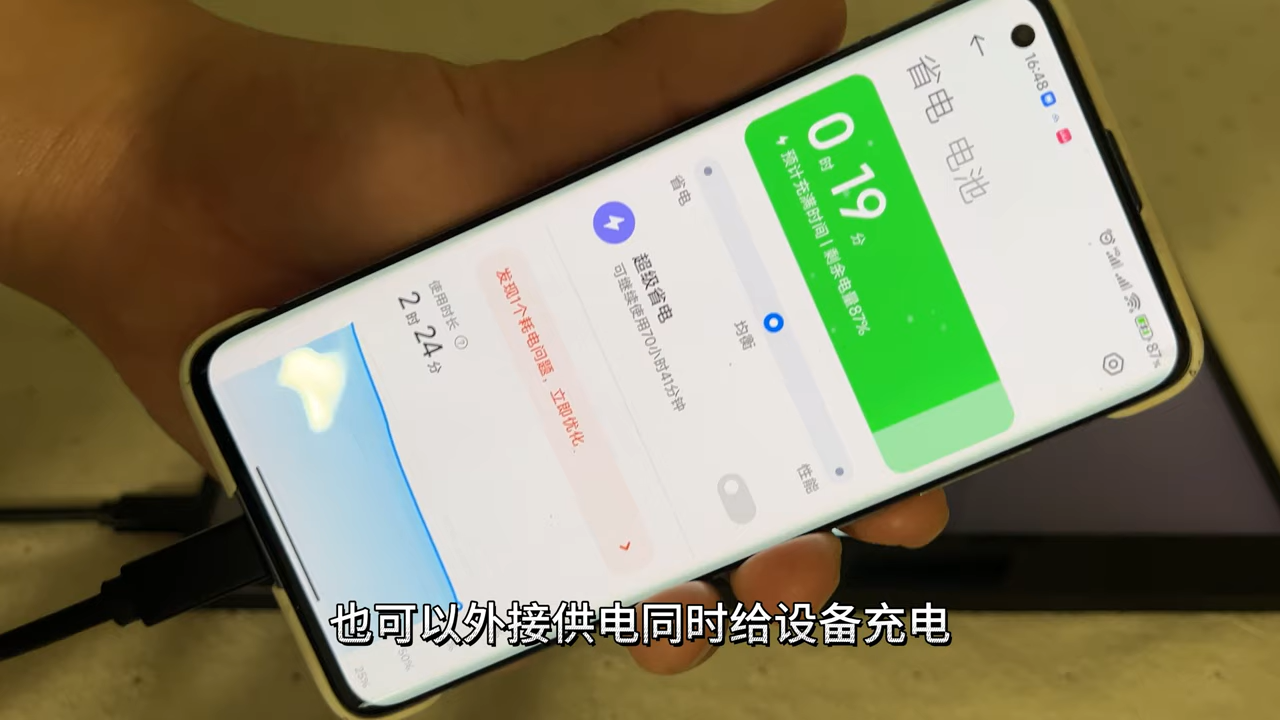 16:48
87%
省电 电池
0时19分
预计充满时间 | 剩余电量87%
省电
均衡
性能
超级省电
可继续使用70小时41分钟
发现1个耗电问题，立即优化
使用时长
2时24分
50%
25%
也可以外接供电同时给设备充电